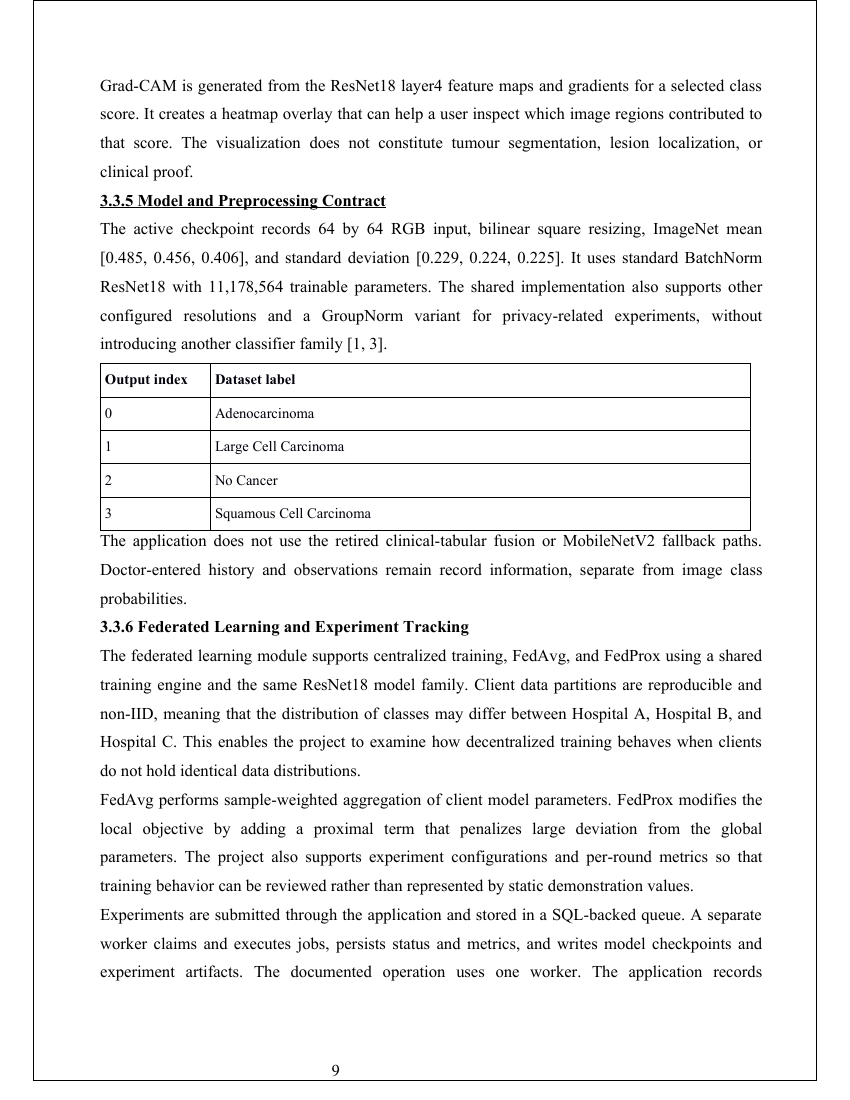 Grad-CAM is generated from the ResNet18 layer4 feature maps and gradients for a selected class
score. It creates a heatmap overlay that can help a user inspect which image regions contributed to
that score. The visualization does not constitute tumour segmentation, lesion localization, or
clinical proof.
3.3.5 Model and Preprocessing Contract
The active checkpoint records 64 by 64 RGB input, bilinear square resizing, ImageNet mean
[0.485, 0.456, 0.406], and standard deviation [0.229, 0.224, 0.225]. It uses standard BatchNorm
ResNet18 with 11,178,564 trainable parameters. The shared implementation also supports other
configured resolutions and a GroupNorm variant for privacy-related experiments, without
introducing another classifier family [1, 3].
Output index Dataset label
0 Adenocarcinoma
1 Large Cell Carcinoma
2 No Cancer
3 Squamous Cell Carcinoma
The application does not use the retired clinical-tabular fusion or MobileNetV2 fallback paths.
Doctor-entered history and observations remain record information, separate from image class
probabilities.
3.3.6 Federated Learning and Experiment Tracking
The federated learning module supports centralized training, FedAvg, and FedProx using a shared
training engine and the same ResNet18 model family. Client data partitions are reproducible and
non-IID, meaning that the distribution of classes may differ between Hospital A, Hospital B, and
Hospital C. This enables the project to examine how decentralized training behaves when clients
do not hold identical data distributions.
FedAvg performs sample-weighted aggregation of client model parameters. FedProx modifies the
local objective by adding a proximal term that penalizes large deviation from the global
parameters. The project also supports experiment configurations and per-round metrics so that
training behavior can be reviewed rather than represented by static demonstration values.
Experiments are submitted through the application and stored in a SQL-backed queue. A separate
worker claims and executes jobs, persists status and metrics, and writes model checkpoints and
experiment artifacts. The documented operation uses one worker. The application records
9